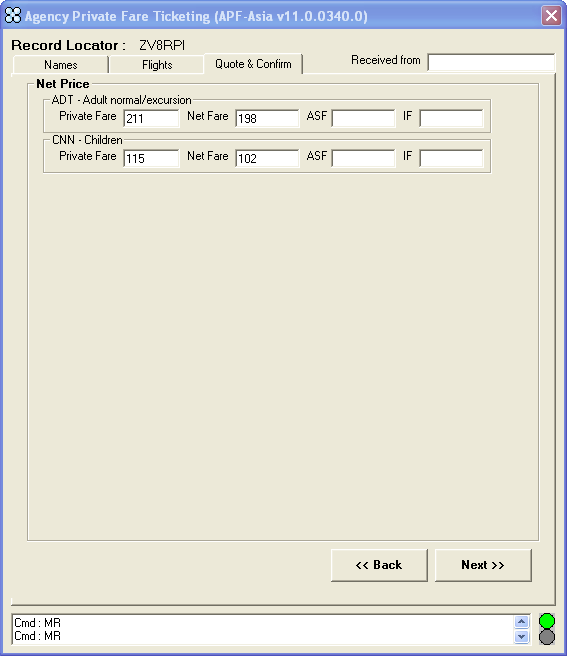 Agency Private Fare Ticketing (APF-Asia v11.0.0340.0)
Record Locator : ZV8RPI
Names Flights Quote & Confirm Received from
Net Price
ADT - Adult normal/excursion
Private Fare 211 Net Fare 198 ASF IF
CNN - Children
Private Fare 115 Net Fare 102 ASF IF
<< Back Next >>
Cmd : MR
Cmd : MR